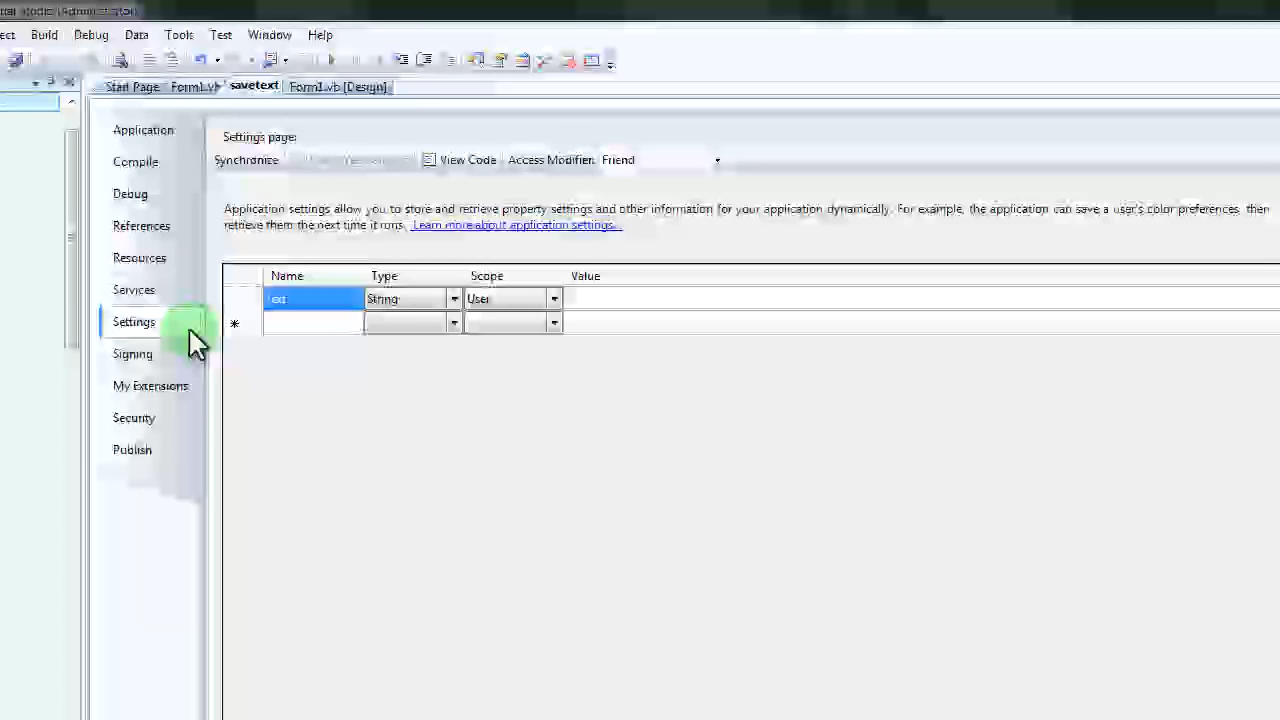 (Administrator)
ect Build Debug Data Tools Test Window Help
Start Page Form1.vb savetext Form1.vb [Design]
Application
Compile
Debug
References
Resources
Services
Settings
Signing
My Extensions
Security
Publish
Settings page:
Synchronize View Code Access Modifier: Friend
Application settings allow you to store and retrieve property settings and other information for your application dynamically. For example, the application can save a user's color preferences, then
retrieve them the next time it runs. Learn more about application settings...
Name Type Scope Value
String User